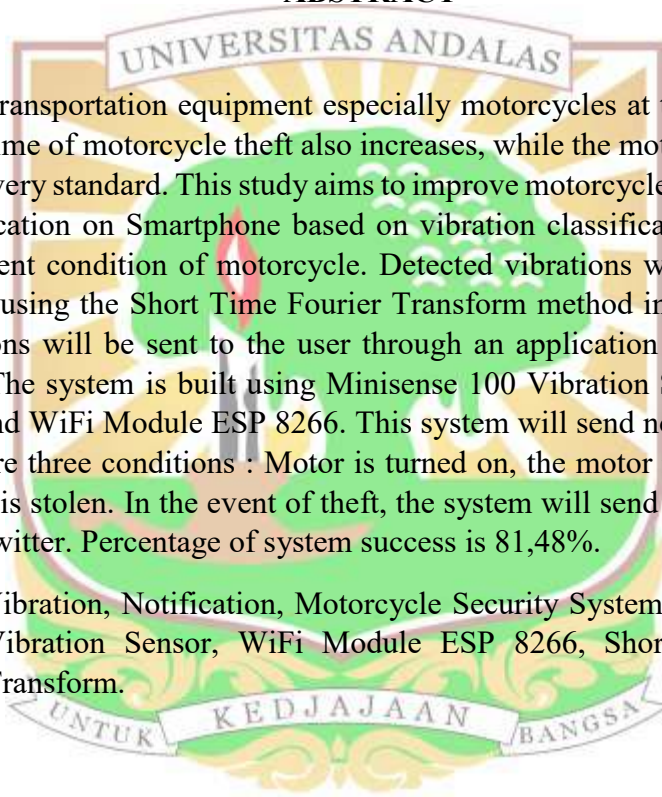 ABSTRACT
UNIVERSITAS ANDALAS
ransportation equipment especially motorcycles at
me of motorcycle theft also increases, while the mot
very standard. This study aims to improve motorcycle
cation on Smartphone based on vibration classifica
ent condition of motorcycle. Detected vibrations w
using the Short Time Fourier Transform method in
ons will be sent to the user through an application
The system is built using Minisense 100 Vibration S
nd WiFi Module ESP 8266. This system will send no
re three conditions : Motor is turned on, the motor
is stolen. In the event of theft, the system will send
witter. Percentage of system success is 81,48%.
Vibration, Notification, Motorcycle Security System
Vibration Sensor, WiFi Module ESP 8266, Shor
Transform.
UNTUK KEDJAJAAN BANGSA